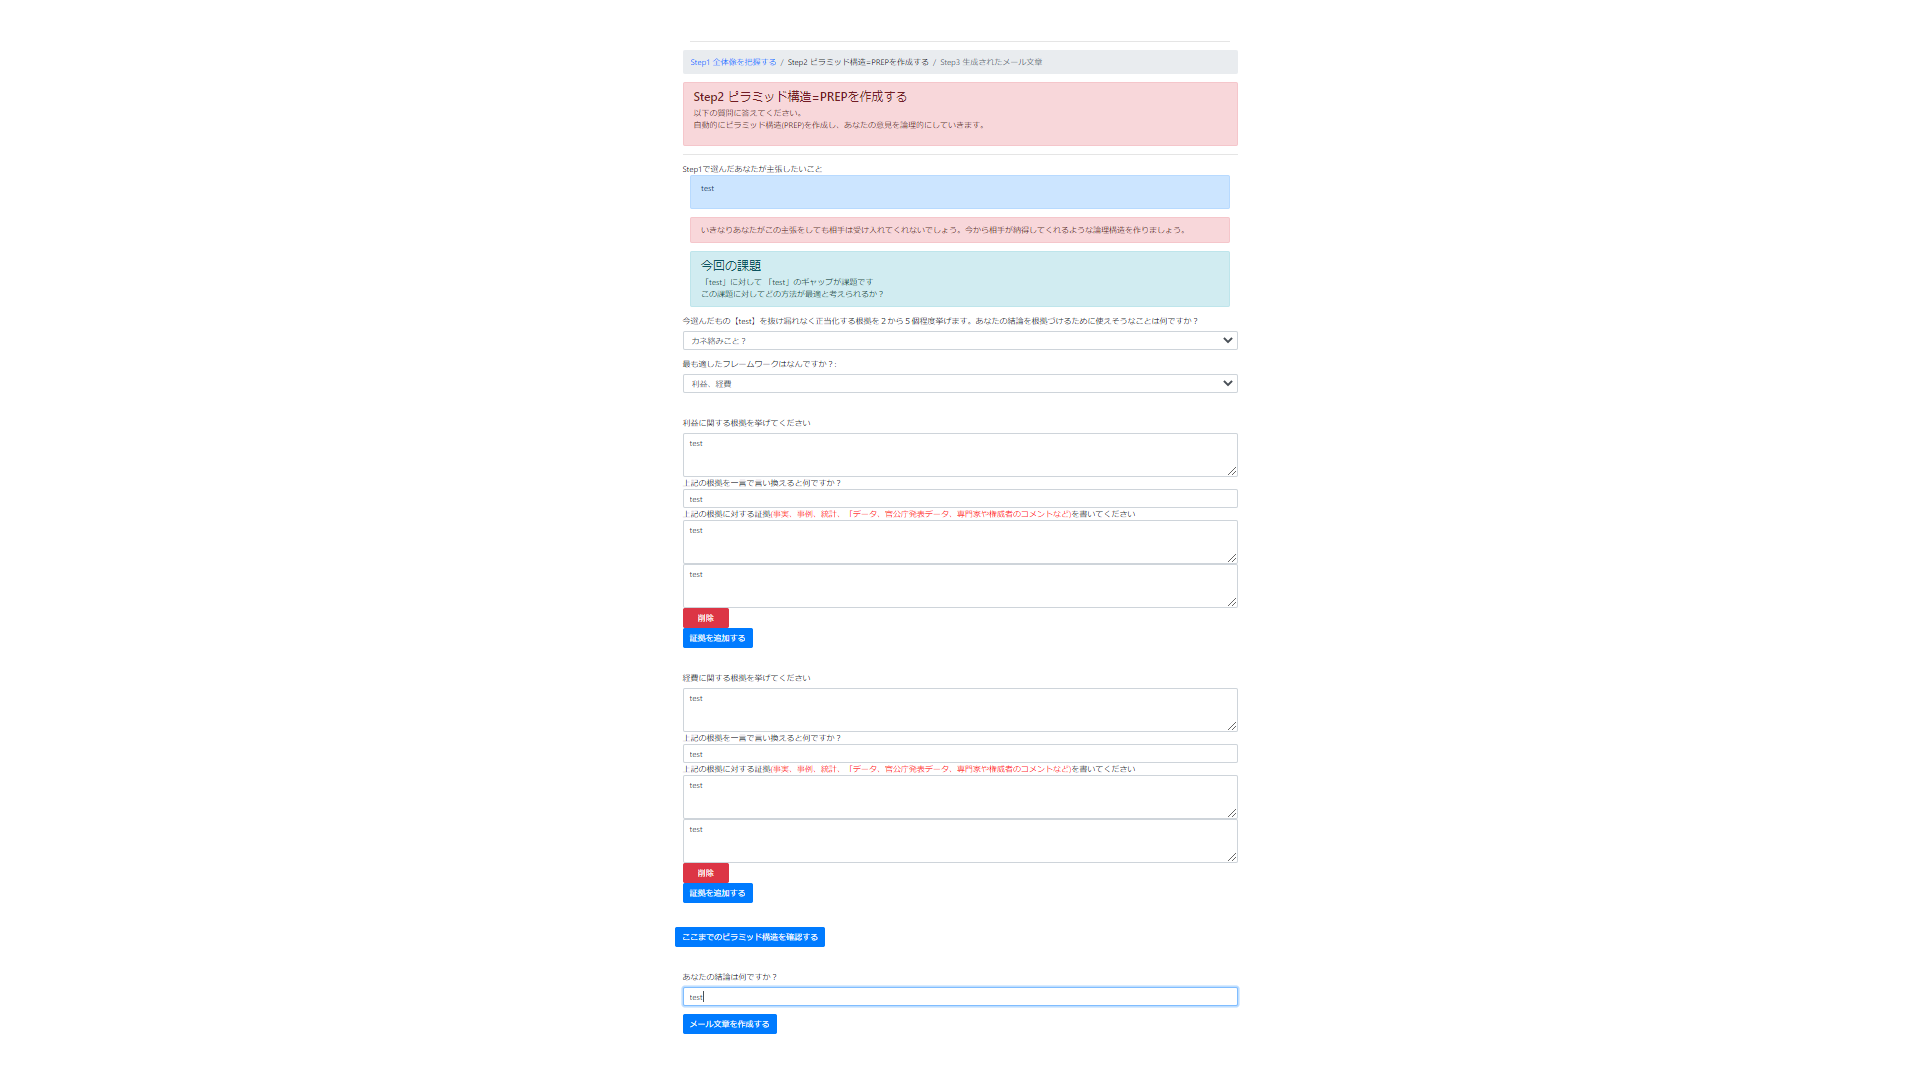 Step1 全体像を把握する / Step2 ピラミッド構造=PREPを作成する / Step3 生成されたメール文章
Step2 ピラミッド構造=PREPを作成する
以下の質問に答えてください。
自動的にピラミッド構造(PREP)を作成し、あなたの意見を論理的にしていきます。
Step1で選んだあなたが主張したいこと
test
いきなりあなたがこの主張をしても相手は受け入れてくれないでしょう。今から相手が納得してくれるような論理構造を作りましょう。
今回の課題
「test」に対して 「test」のギャップが課題です
この課題に対してどの方法が最適と考えられるか？
今選んだもの【test】を抜け漏れなく正当化する根拠を２から５個程度挙げます。あなたの結論を根拠づけるために使えそうなことは何ですか？
カネ絡みこと？
最も適したフレームワークはなんですか？:
利益、経費
利益に関する根拠を挙げてください
test
上記の根拠を一言で言い換えると何ですか？
test
上記の根拠に対する証拠(事実、事例、統計、「データ、官公庁発表データ、専門家や権威者のコメントなど)を書いてください
test
test
削除
証拠を追加する
経費に関する根拠を挙げてください
test
上記の根拠を一言で言い換えると何ですか？
test
上記の根拠に対する証拠(事実、事例、統計、「データ、官公庁発表データ、専門家や権威者のコメントなど)を書いてください
test
test
削除
証拠を追加する
ここまでのピラミッド構造を確認する
あなたの結論は何ですか？
test
メール文章を作成する